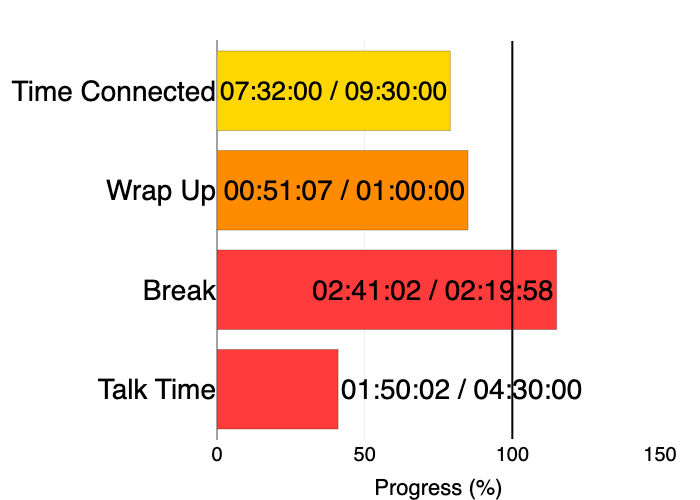 Time Connected 07:32:00 / 09:30:00
Wrap Up 00:51:07 / 01:00:00
Break 02:41:02 / 02:19:58
Talk Time 01:50:02 / 04:30:00
0 50 100 150
Progress (%)